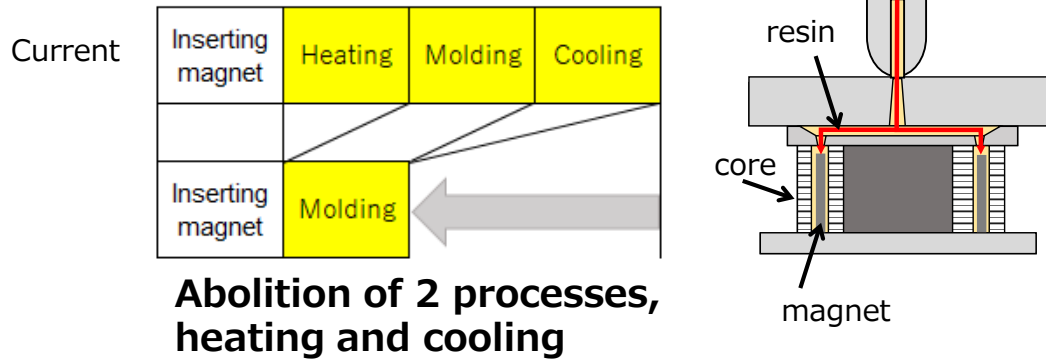 Current
Inserting
magnet
Heating
Molding
Cooling
Inserting
magnet
Molding
Abolition of 2 processes,
heating and cooling
resin
core
magnet